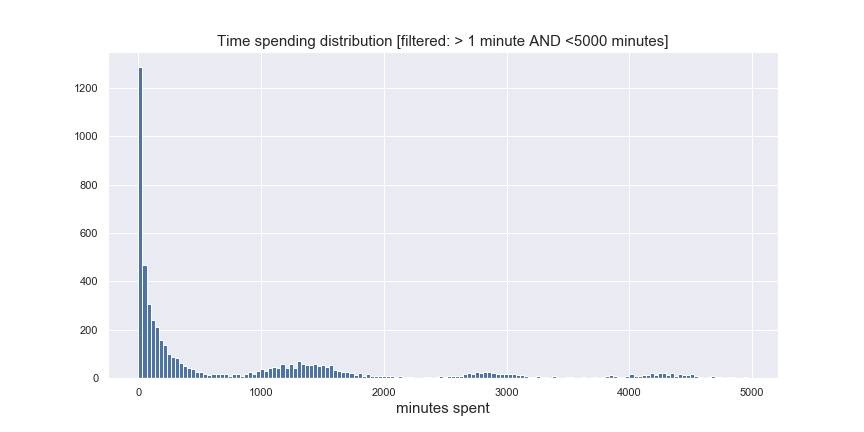 Time spending distribution [filtered: > 1 minute AND <5000 minutes]
1200
1000
800
600
400
200
0
0 1000 2000 3000 4000 5000
minutes spent